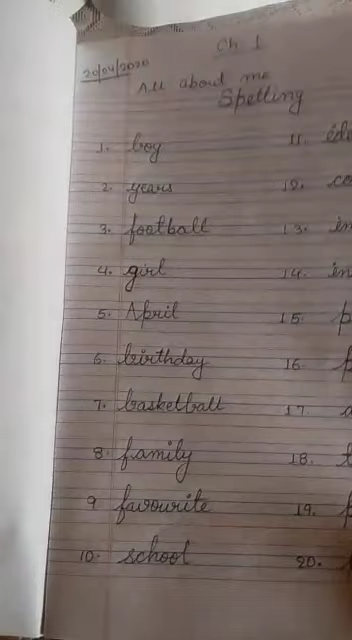 Ch 1
20/04/2020
All about me
Spelling
1. boy 11.
2. years 12.
3. football 13.
4. girl 14.
5. April 15.
6. birthday 16.
7. basketball 17.
8. family 18.
9 favourite 19.
10. school 20.